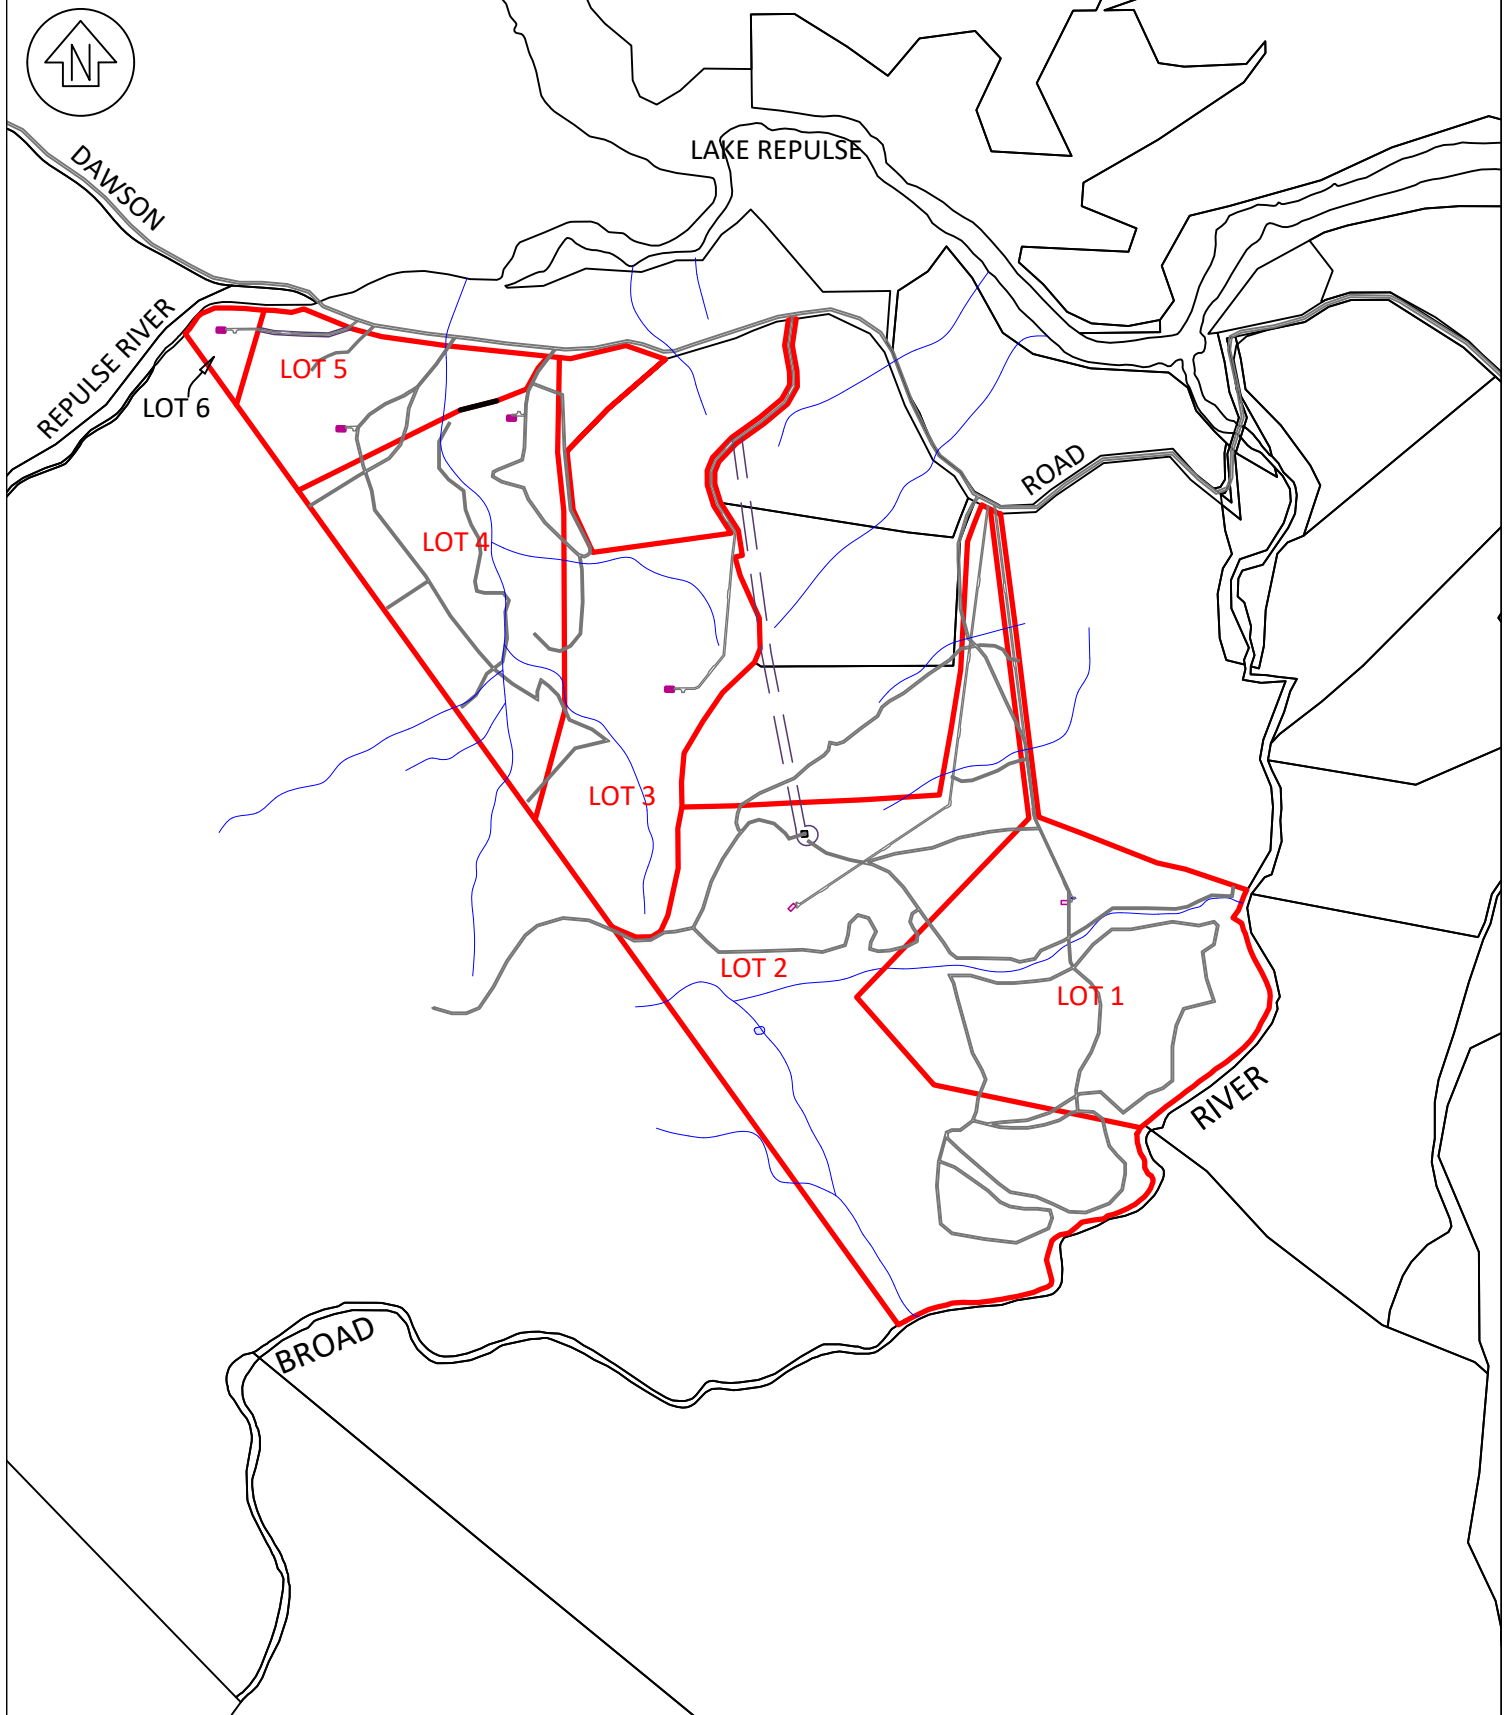 N
LAKE REPULSE
DAWSON
REPULSE RIVER
LOT 5
LOT 6
ROAD
LOT 4
LOT 3
LOT 2
LOT 1
RIVER
BROAD